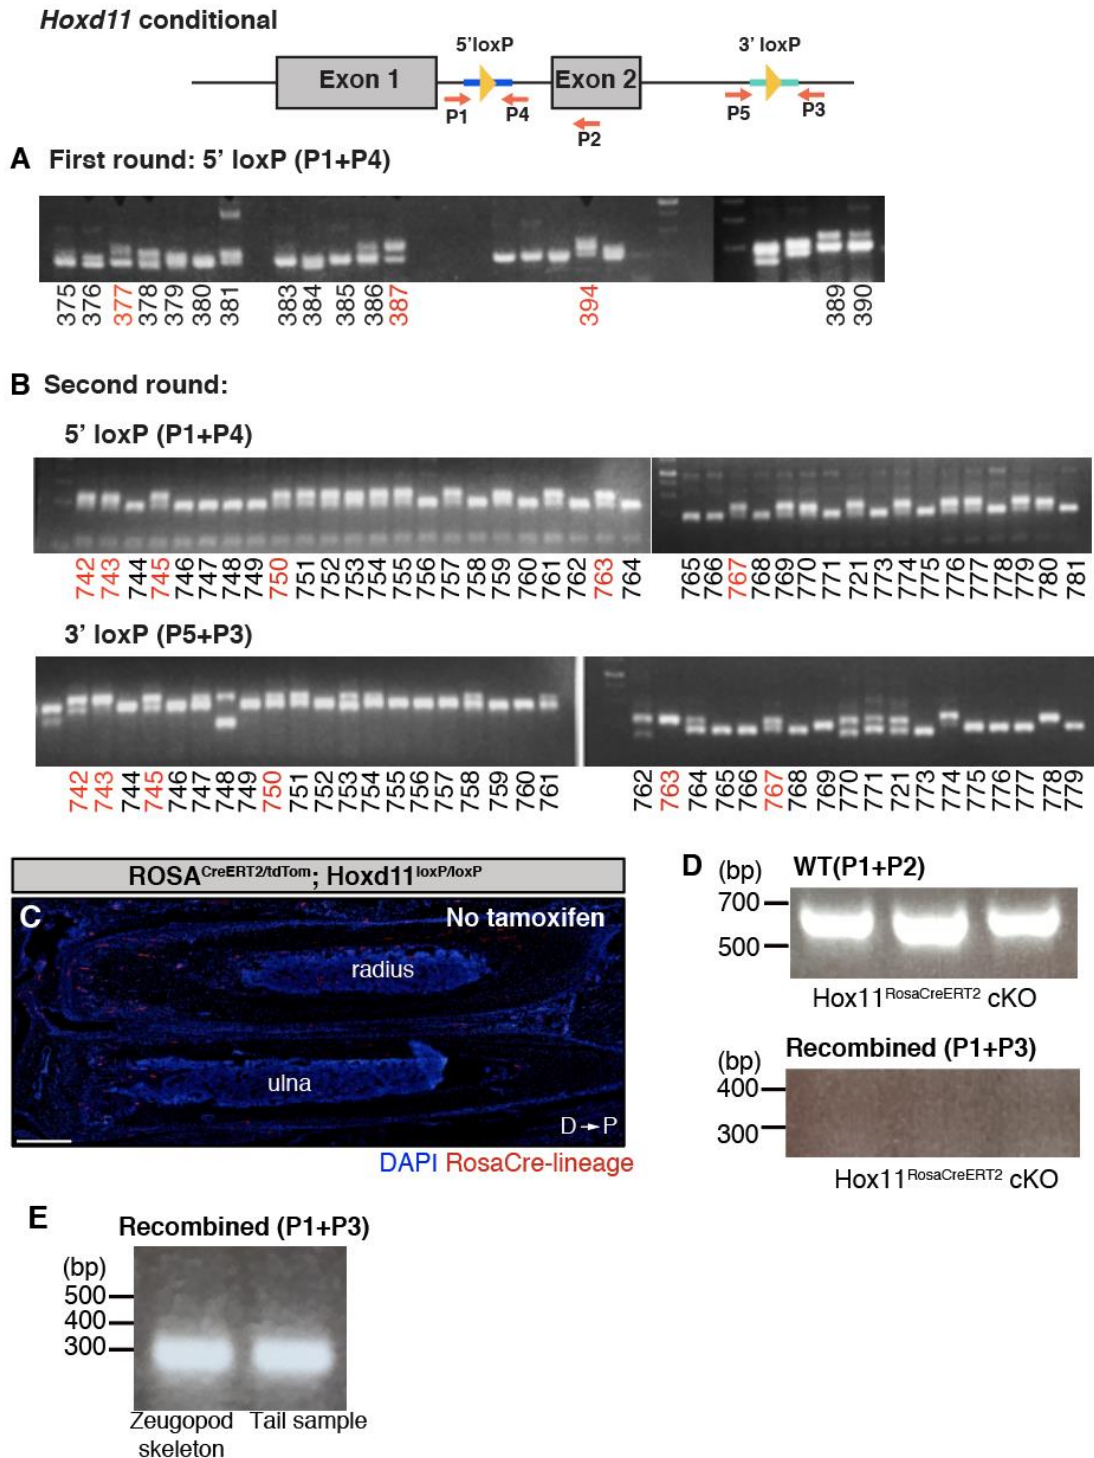 Hoxd11 conditional
5'loxP
3' loxP
Exon 1
Exon 2
P1
P4
P5
P3
P2
A First round: 5' loxP (P1+P4)
375 376 377 378 379 380 381 383 384 385 386 387 394 389 390
B Second round:
5' loxP (P1+P4)
742 743 744 745 746 747 748 749 750 751 752 753 754 755 756 757 758 759 760 761 762 763 764 765 766 767 768 769 770 771 721 773 774 775 776 777 778 779 780 781
3' loxP (P5+P3)
742 743 744 745 746 747 748 749 750 751 752 753 754 755 756 757 758 759 760 761 762 763 764 765 766 767 768 769 770 771 721 773 774 775 776 777 778 779
ROSACreERT2/tdTom; Hoxd11loxP/loxP
C
No tamoxifen
radius
ulna
D→P
DAPI RosaCre-lineage
D (bp) WT(P1+P2)
700
500
Hox11RosaCreERT2 cKO
(bp) Recombined (P1+P3)
400
300
Hox11RosaCreERT2 cKO
E
Recombined (P1+P3)
(bp)
500
400
300
Zeugopod skeleton
Tail sample